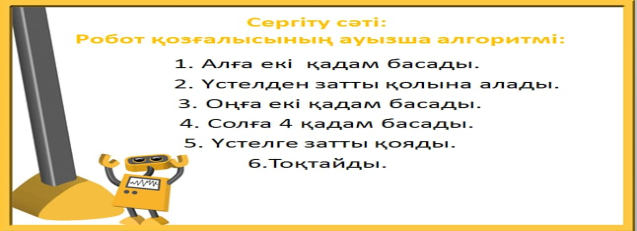 Сергіту сәті:
Робот қозғалысының ауызша алгоритмі:
1. Алға екі қадам басады.
2. Үстелден затты қолына алады.
3. Оңға екі қадам басады.
4. Солға 4 қадам басады.
5. Үстелге затты қояды.
6.Тоқтайды.